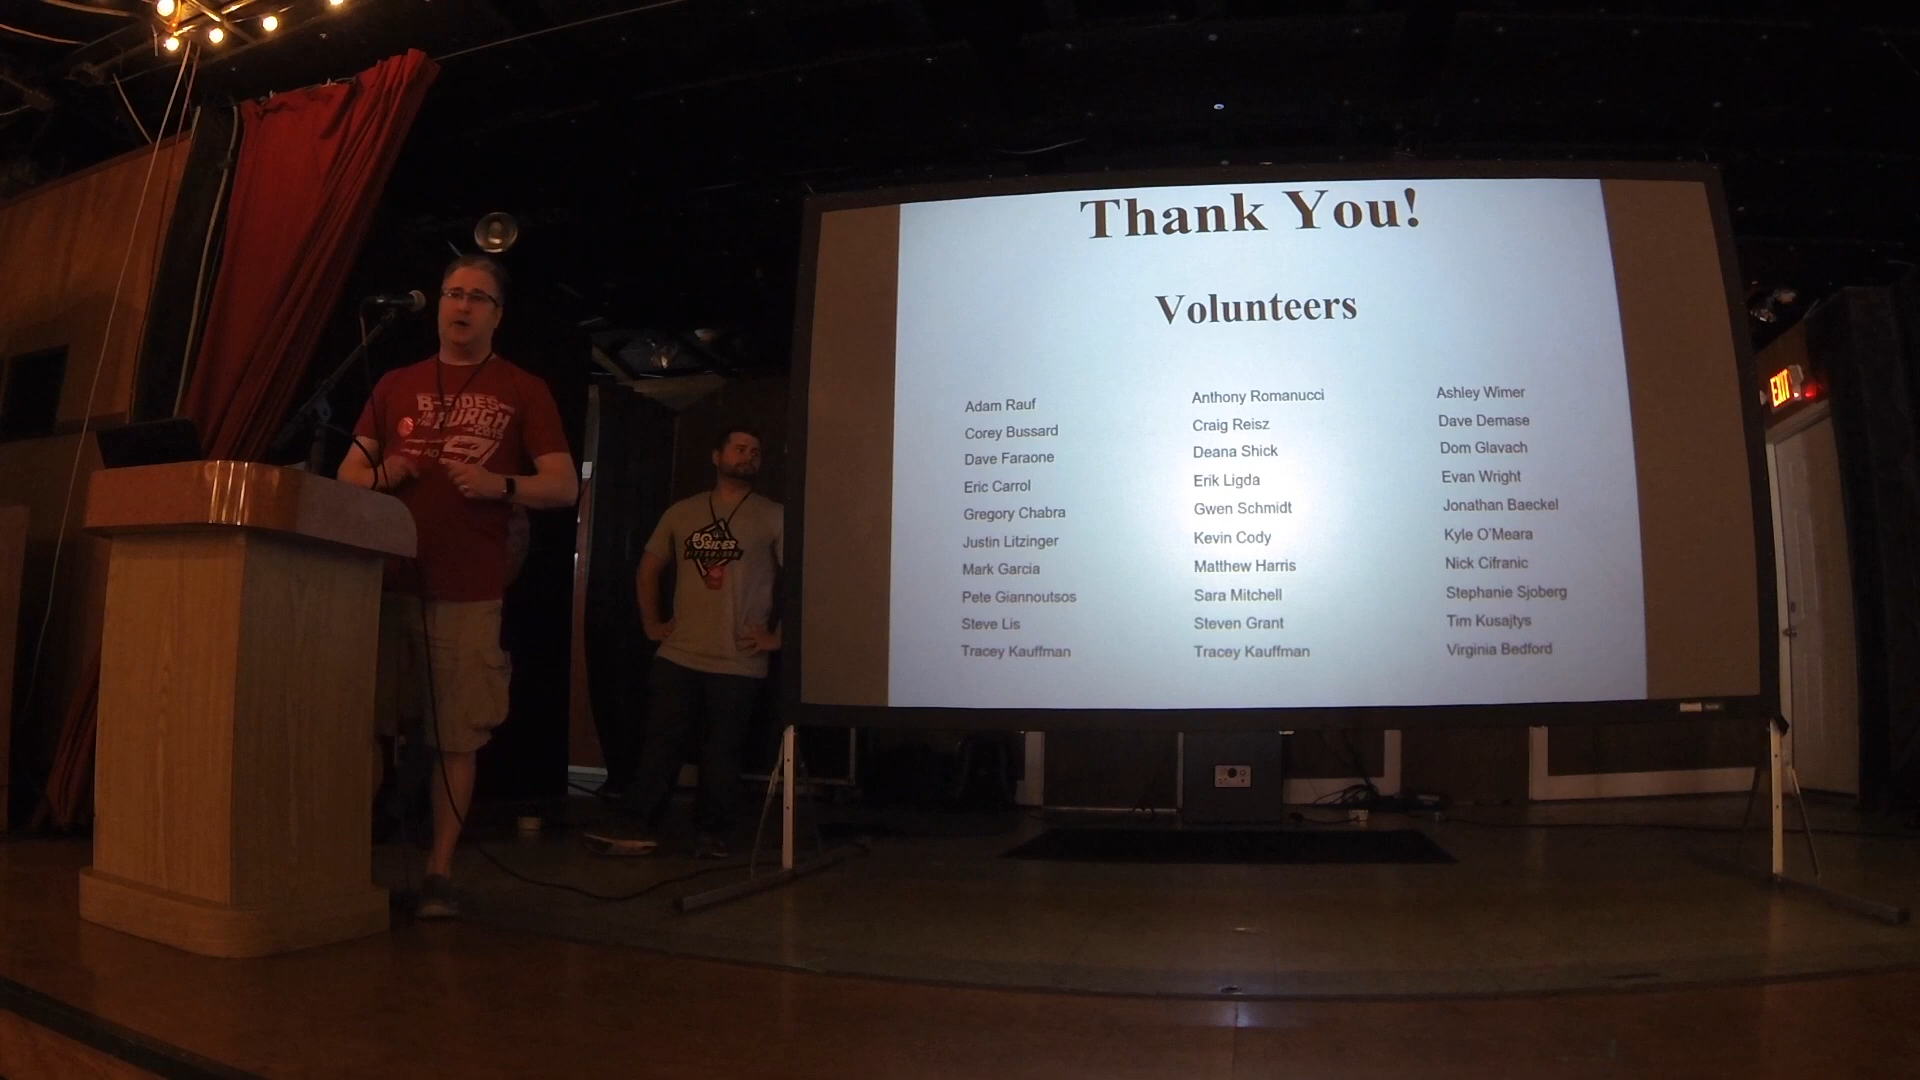 Thank You!
Volunteers
Adam Rauf
Corey Bussard
Dave Faraone
Eric Carrol
Gregory Chabra
Justin Litzinger
Mark Garcia
Pete Giannoutsos
Steve Lis
Tracey Kauffman
Anthony Romanucci
Craig Reisz
Deana Shick
Erik Ligda
Gwen Schmidt
Kevin Cody
Matthew Harris
Sara Mitchell
Steven Grant
Tracey Kauffman
Ashley Wimer
Dave Demase
Dom Glavach
Evan Wright
Jonathan Baeckel
Kyle O'Meara
Nick Cifranic
Stephanie Sjoberg
Tim Kusajtys
Virginia Bedford
EXIT
B-SIDES
BSIDES
PITTSBURGH